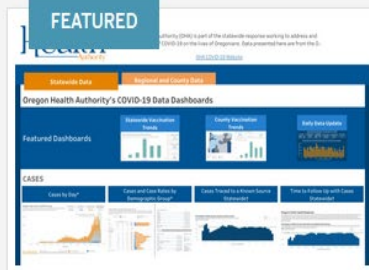 FEATURED
Health
Authority
uthority (OHA) is part of the statewide response working to address and
COVID-19 on the lives of Oregonians. Data presented here are from the O
OHA COVID-19 Website
Statewide Data
Regional and County Data
Oregon Health Authority's COVID-19 Data Dashboards
Featured Dashboards
Statewide Vaccination
Trends
County Vaccination
Trends
Daily Data Update
CASES
Cases by Day*
Cases and Case Rates by
Demographic Group*
Cases Traced to a Known Source
Statewide†
Time to Follow Up with Cases
Statewide†